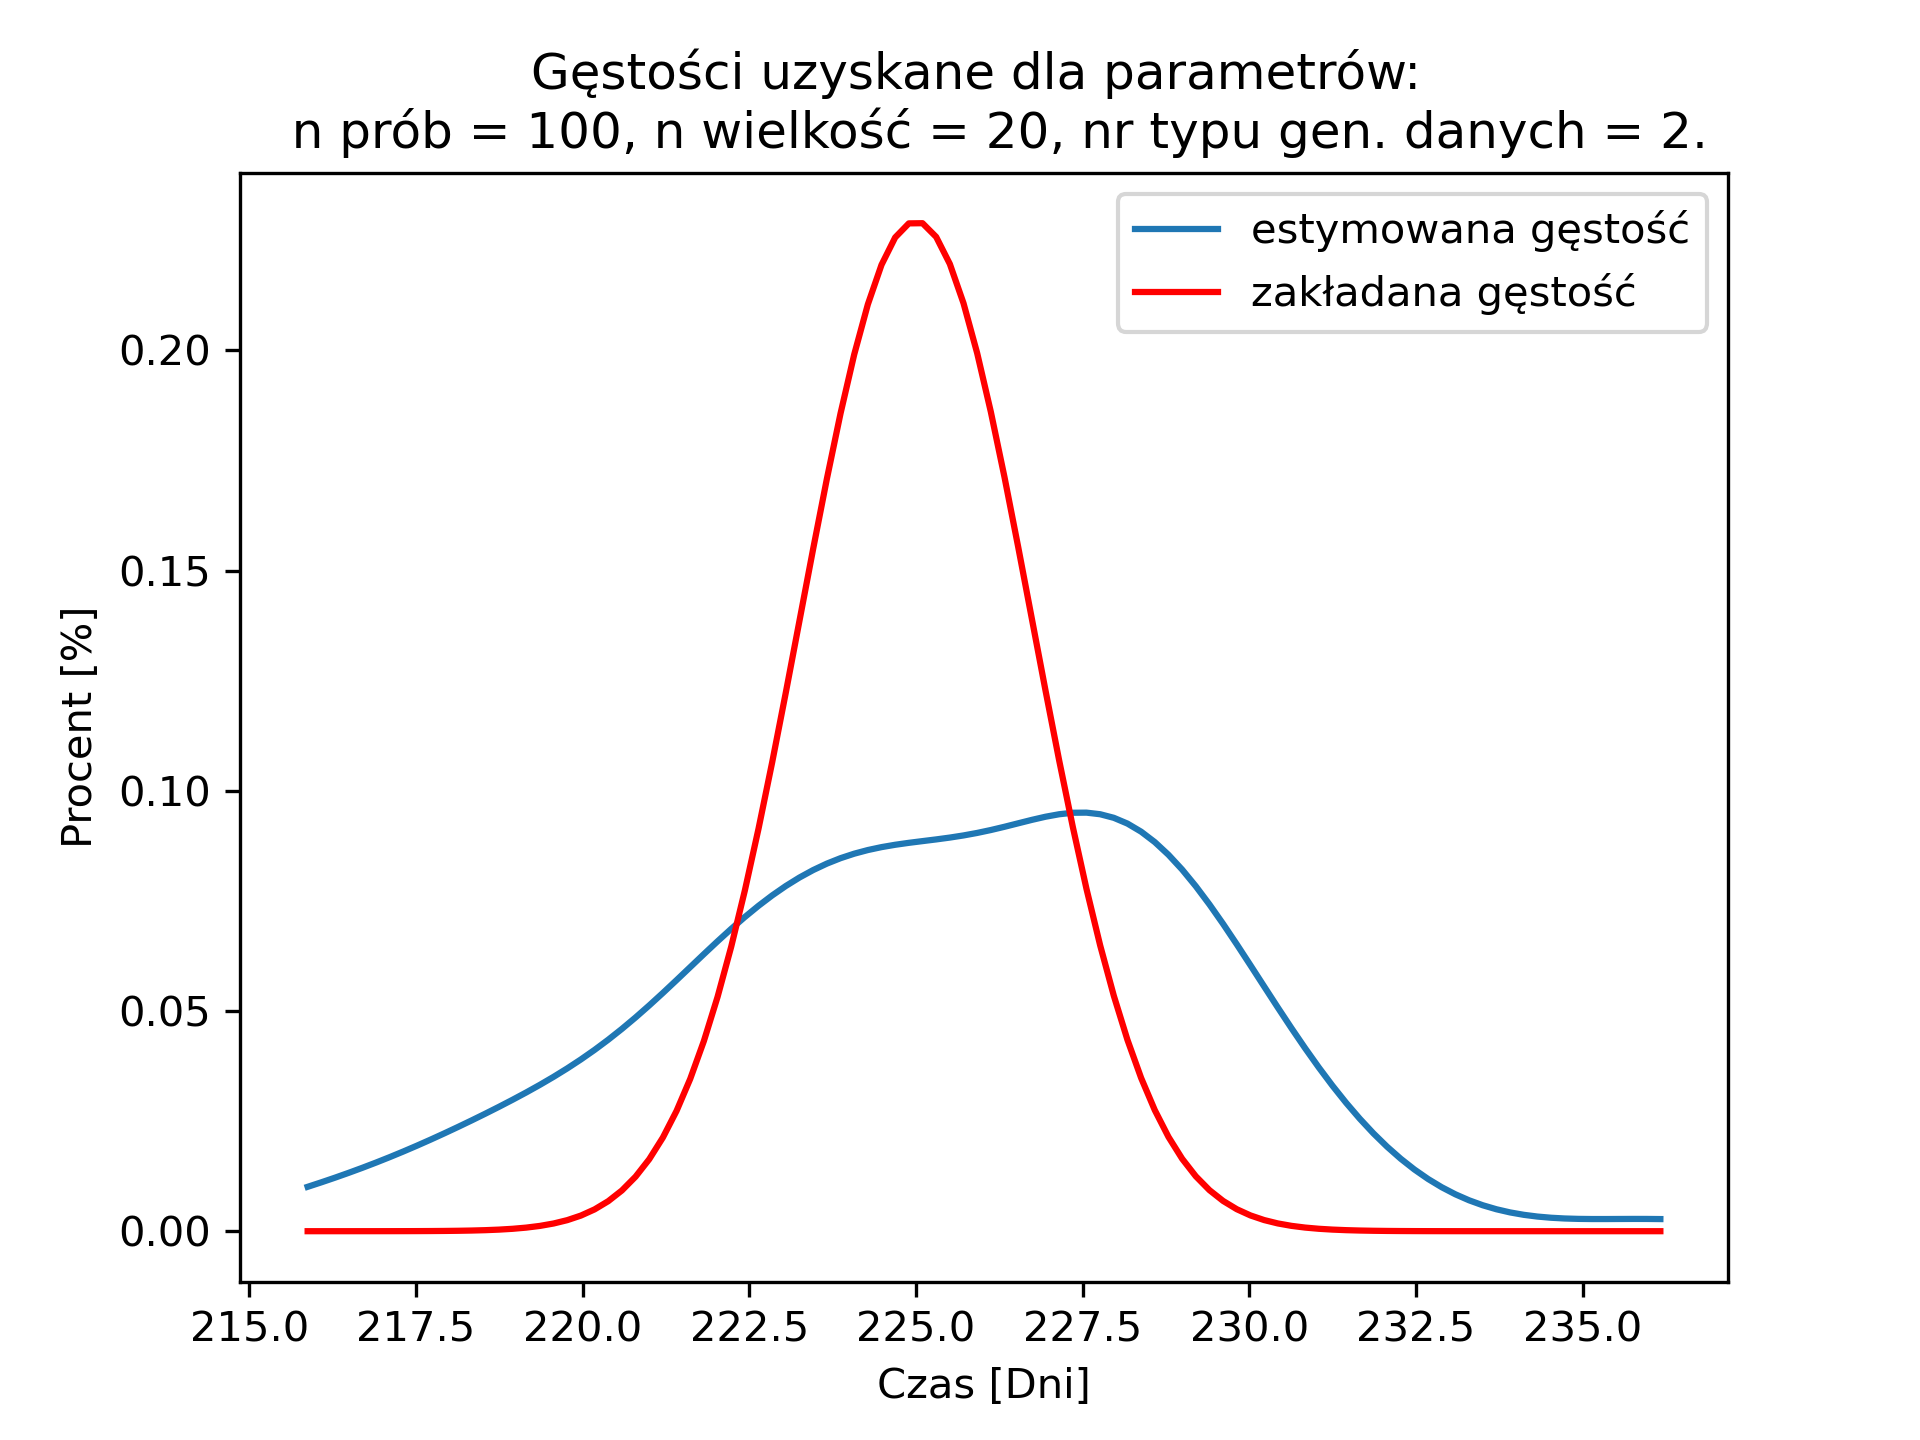 Gęstości uzyskane dla parametrów:
n prób = 100, n wielkość = 20, nr typu gen. danych = 2.
estymowana gęstość
zakładana gęstość
0.20
0.15
0.10
0.05
0.00
Procent [%]
215.0 217.5 220.0 222.5 225.0 227.5 230.0 232.5 235.0
Czas [Dni]